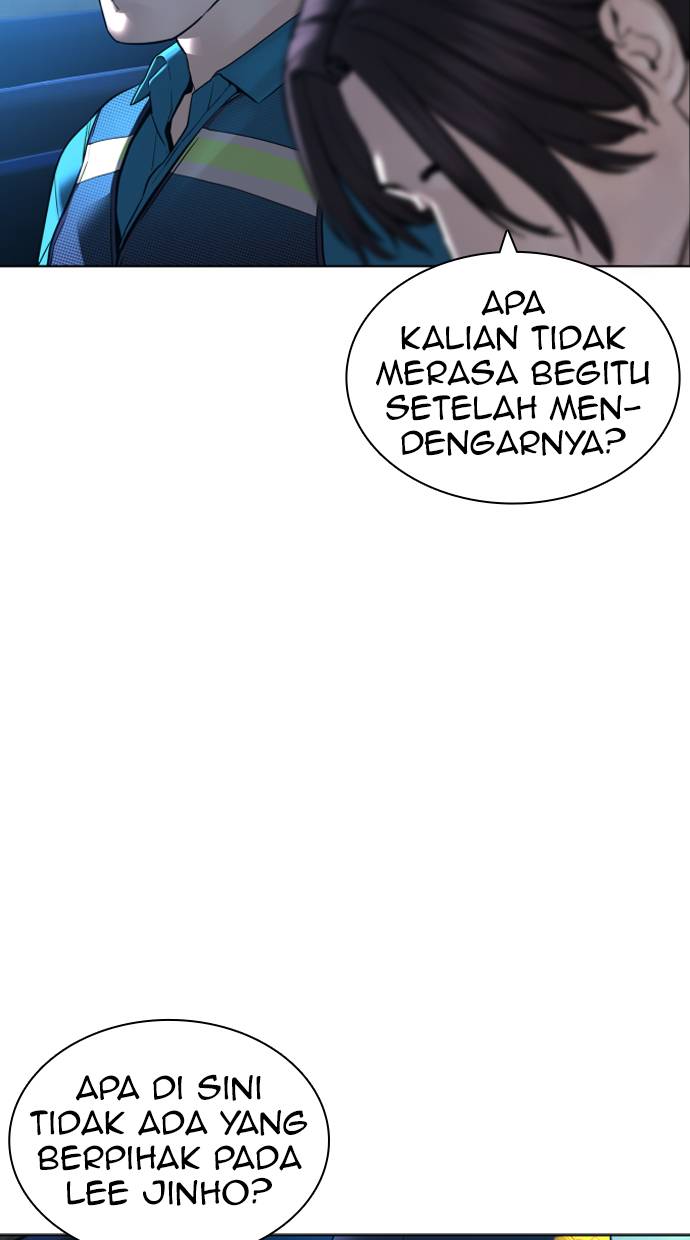 APA
KALIAN TIDAK
MERASA BEGITU
SETELAH MEN-
DENGARNYA?
APA DI SINI
TIDAK ADA YANG
BERPIHAK PADA
LEE JINHO?